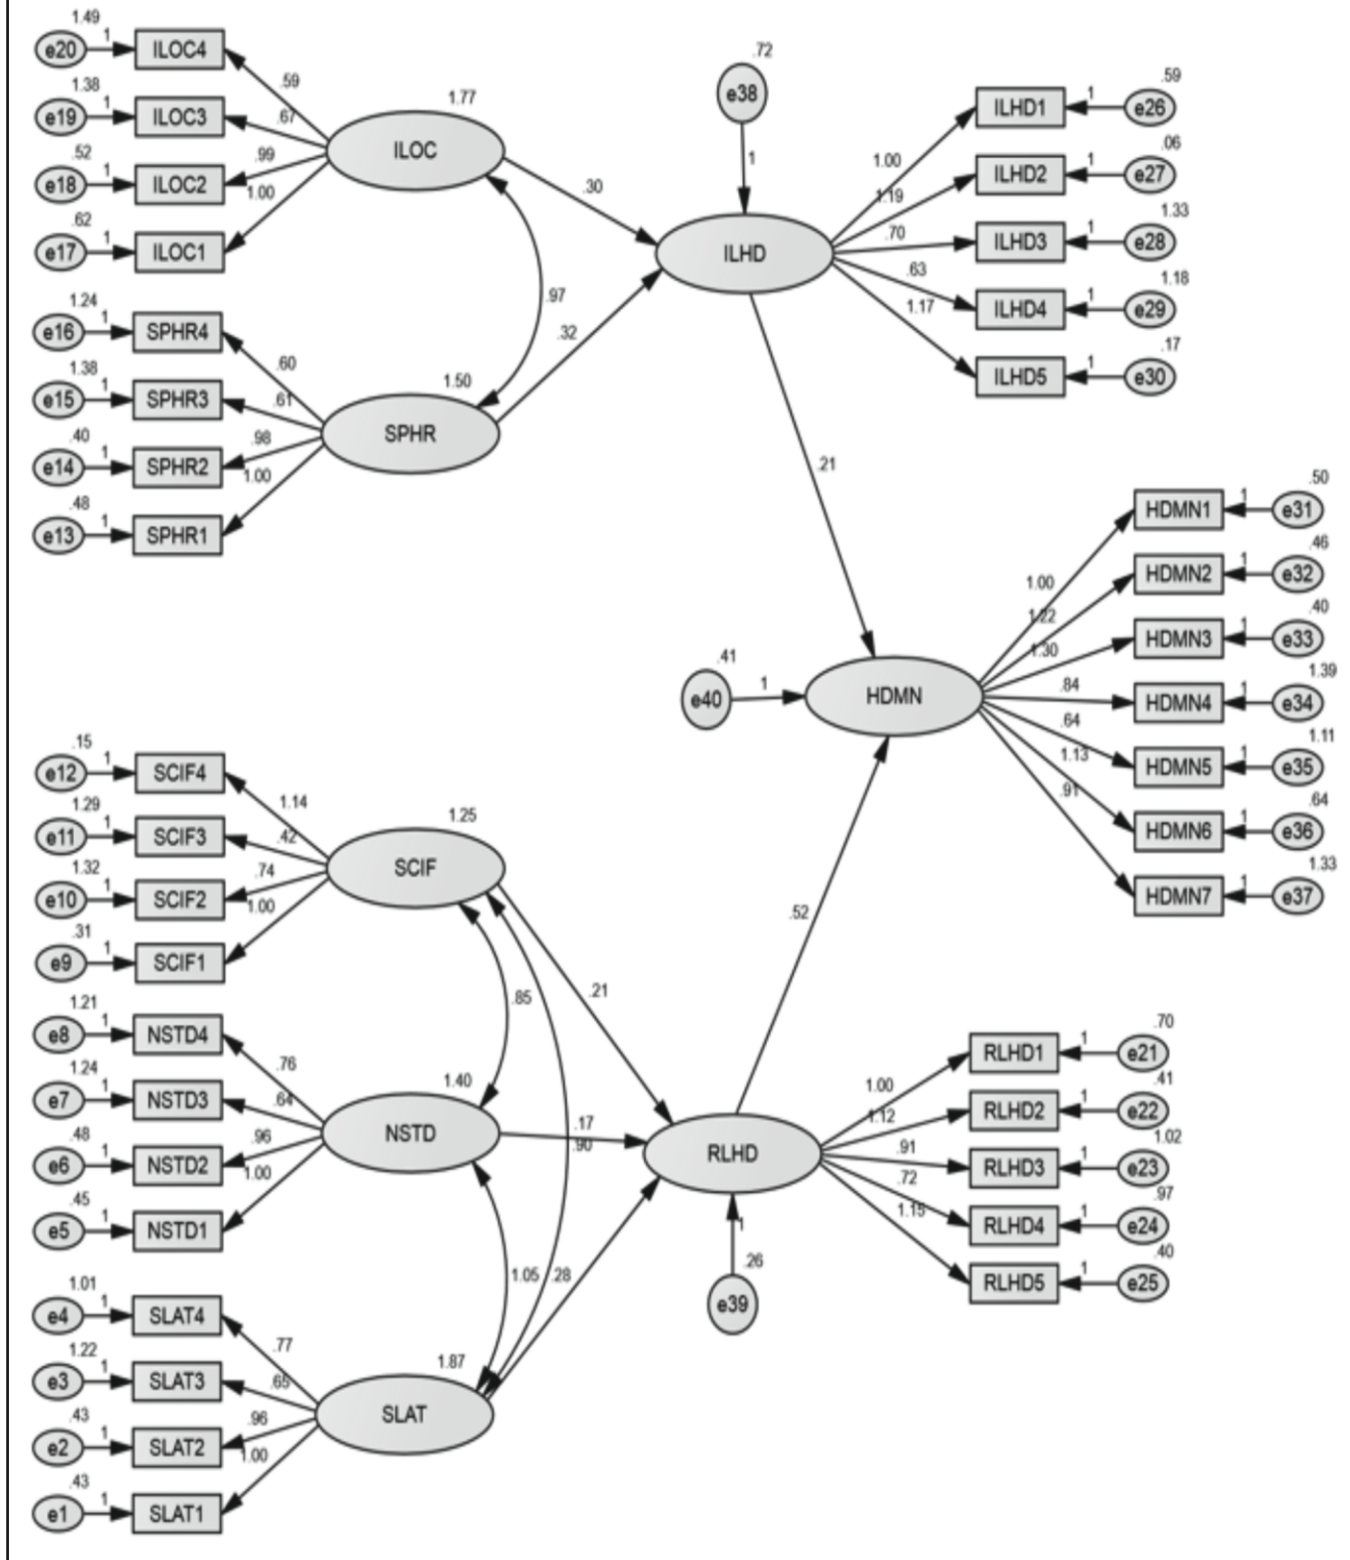 1.49
e20 1 ILOC4
.59
1.38
e19 1 ILOC3
.67
.52
e18 1 ILOC2
.99
.62
e17 1 ILOC1
1.00
1.77
ILOC
.30
.97
1.24
e16 1 SPHR4
.60
1.38
e15 1 SPHR3
.61
.40
e14 1 SPHR2
.98
.48
e13 1 SPHR1
1.00
1.50
SPHR
.32
.72
e38
1
ILHD
1.00
ILHD1 1 e26
.59
1.19
ILHD2 1 e27
.06
.70
ILHD3 1 e28
1.33
.63
ILHD4 1 e29
1.18
1.17
ILHD5 1 e30
.17
.21
.41
e40 1 HDMN
1.00
HDMN1 1 e31
.50
1.22
HDMN2 1 e32
.46
1.30
HDMN3 1 e33
.40
.84
HDMN4 1 e34
1.39
.64
HDMN5 1 e35
1.11
1.13
HDMN6 1 e36
.64
.91
HDMN7 1 e37
1.33
.52
.15
e12 1 SCIF4
1.14
1.29
e11 1 SCIF3
.42
1.32
e10 1 SCIF2
.74
.31
e9 1 SCIF1
1.00
1.25
SCIF
.21
.85
1.21
e8 1 NSTD4
.76
1.24
e7 1 NSTD3
.64
.48
e6 1 NSTD2
.96
.45
e5 1 NSTD1
1.00
1.40
NSTD
.17
.90
1.05
.28
1.01
e4 1 SLAT4
.77
1.22
e3 1 SLAT3
.65
.43
e2 1 SLAT2
.96
.43
e1 1 SLAT1
1.00
1.87
SLAT
RLHD
1
.26
e39
1.00
RLHD1 1 e21
.70
1.12
RLHD2 1 e22
.41
.91
RLHD3 1 e23
1.02
.72
RLHD4 1 e24
.97
1.15
RLHD5 1 e25
.40